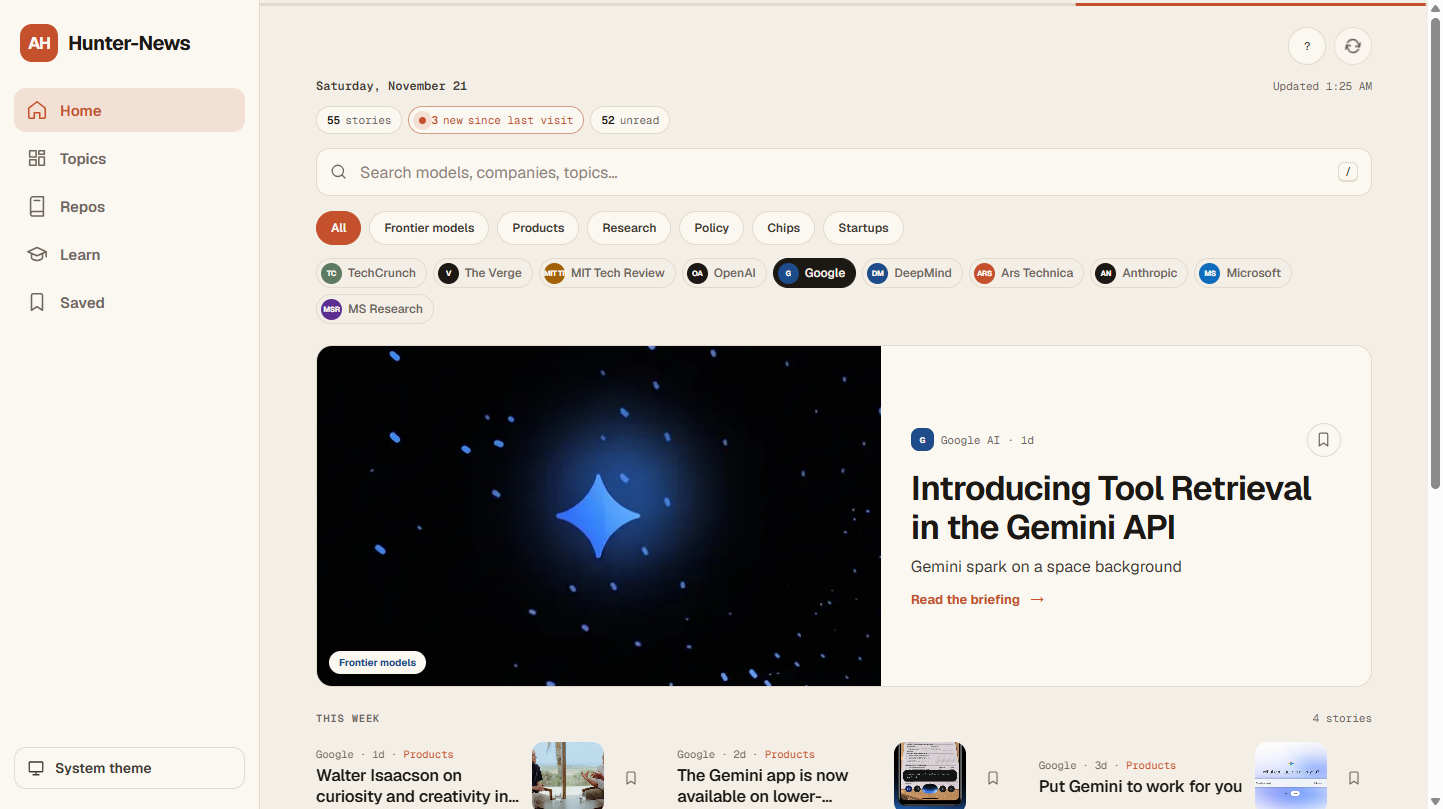 AH Hunter-News
Home
Topics
Repos
Learn
Saved
System theme
?
Saturday, November 21
Updated 1:25 AM
55 stories
3 new since last visit
52 unread
Search models, companies, topics...
/
All
Frontier models
Products
Research
Policy
Chips
Startups
TC TechCrunch
V The Verge
MIT Tech Review
OA OpenAI
G Google
DM DeepMind
ARS Ars Technica
AN Anthropic
MS Microsoft
MSR MS Research
Frontier models
G Google AI · 1d
Introducing Tool Retrieval
in the Gemini API
Gemini spark on a space background
Read the briefing →
THIS WEEK
4 stories
Google · 1d · Products
Walter Isaacson on
curiosity and creativity in...
Google · 2d · Products
The Gemini app is now
available on lower-...
Google · 3d · Products
Put Gemini to work for you